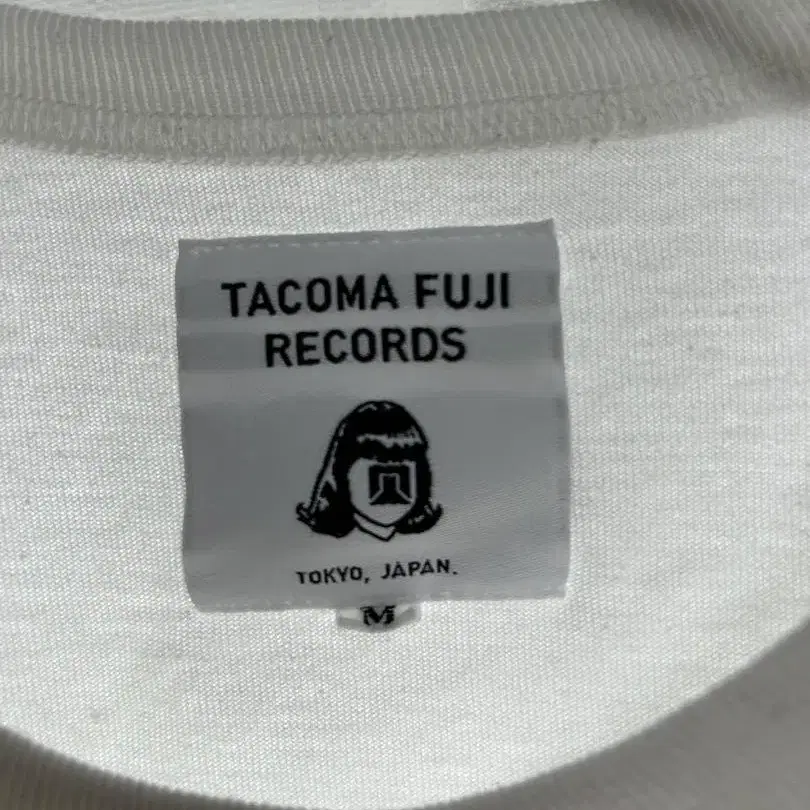 TACOMA FUJI
RECORDS
TOKYO, JAPAN.
M